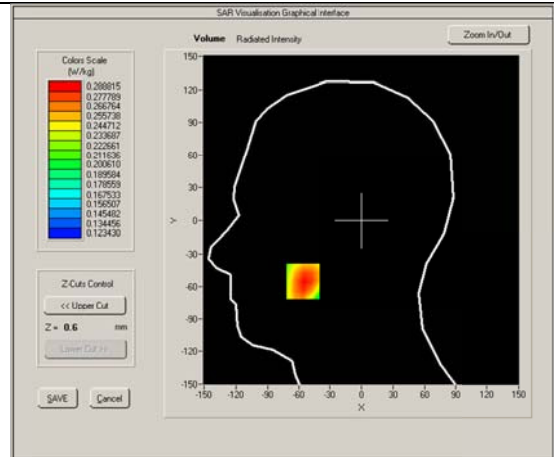 SAR Visualisation Graphical Interface
Volume Radiated Intensity
Zoom In/Out
Colors Scale
(W/kg)
0.288815
0.277789
0.266764
0.255738
0.244712
0.233687
0.222661
0.211636
0.200610
0.189584
0.178559
0.167533
0.156507
0.145482
0.134456
0.123430
Z-Cuts Control
<< Upper Cut
Z = 0.6 mm
Lower Cut >>
SAVE Cancel
150
120
90
60
30
0
-30
-60
-90
-120
-150
Y
-150 -120 -90 -60 -30 0 30 60 90 120 150
X